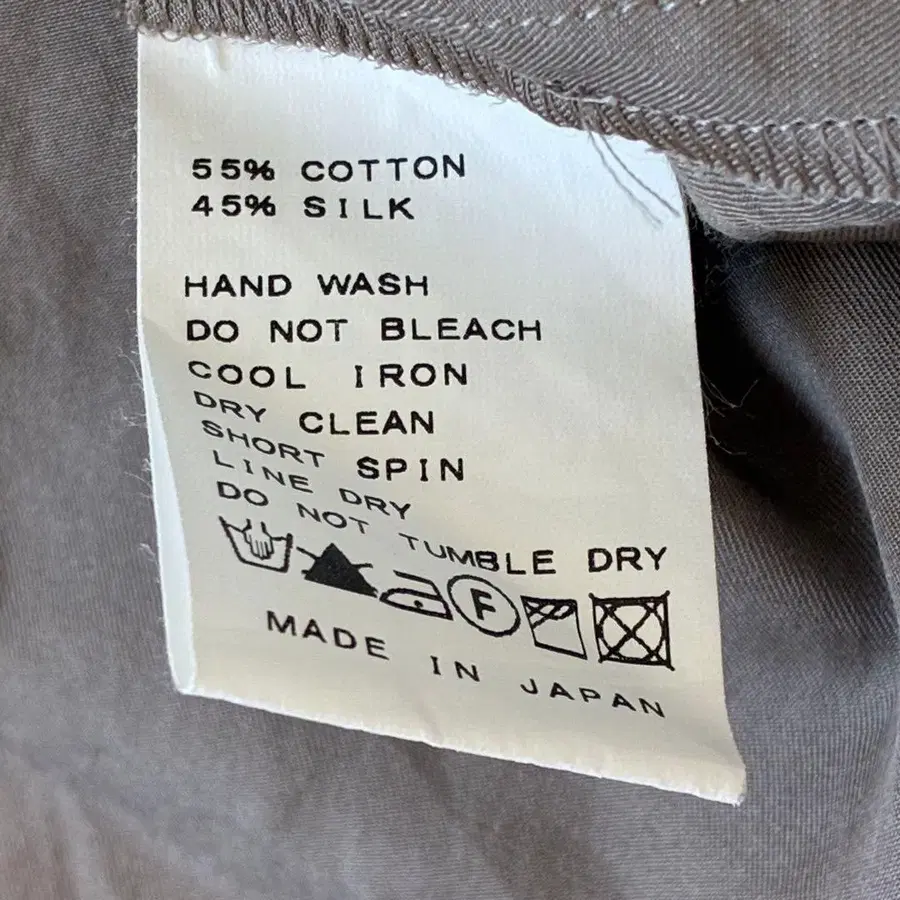 55% COTTON
45% SILK
HAND WASH
DO NOT BLEACH
COOL IRON
DRY CLEAN
SHORT SPIN
LINE DRY
DO NOT TUMBLE DRY
F
MADE IN JAPAN